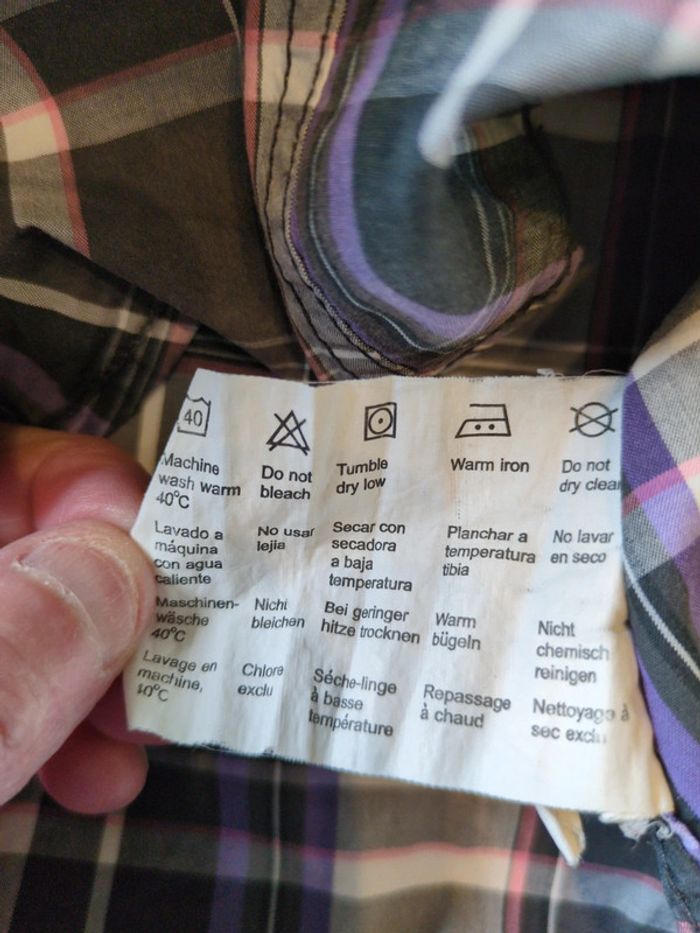 40
Machine
wash warm
40°C
Do not
bleach
Tumble
dry low
Warm iron
Do not
dry clean
Lavado a
máquina
con agua
caliente
No usar
lejia
Secar con
secadora
a baja
temperatura
Planchar a
temperatura
tibia
No lavar
en seco
Maschinen-
wäsche
40°C
Nicht
bleichen
Bei geringer
hitze trocknen
Warm
bügeln
Nicht
chemisch
reinigen
Lavage en
machine,
40°C
Chlore
exclu
Séche-linge
à basse
température
Repassage
à chaud
Nettoyage à
sec exclu